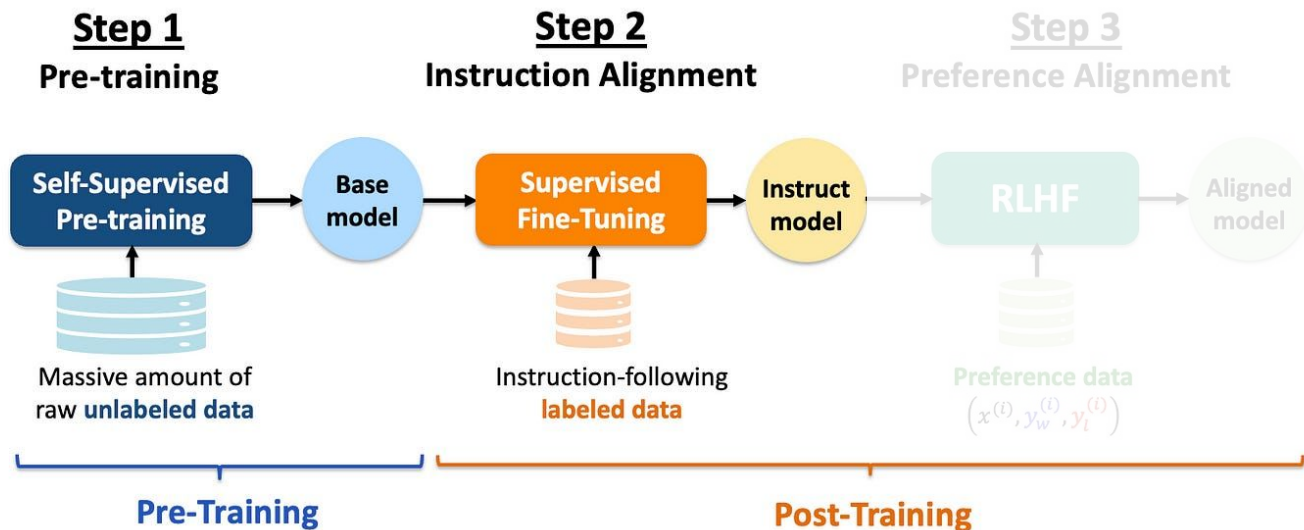 Step 1
Pre-training
Step 2
Instruction Alignment
Step 3
Preference Alignment
Self-Supervised
Pre-training
Base
model
Supervised
Fine-Tuning
Instruct
model
RLHF
Aligned
model
Massive amount of
raw unlabeled data
Instruction-following
labeled data
Preference data
(x^(i), y_w^(i), y_l^(i))
Pre-Training
Post-Training